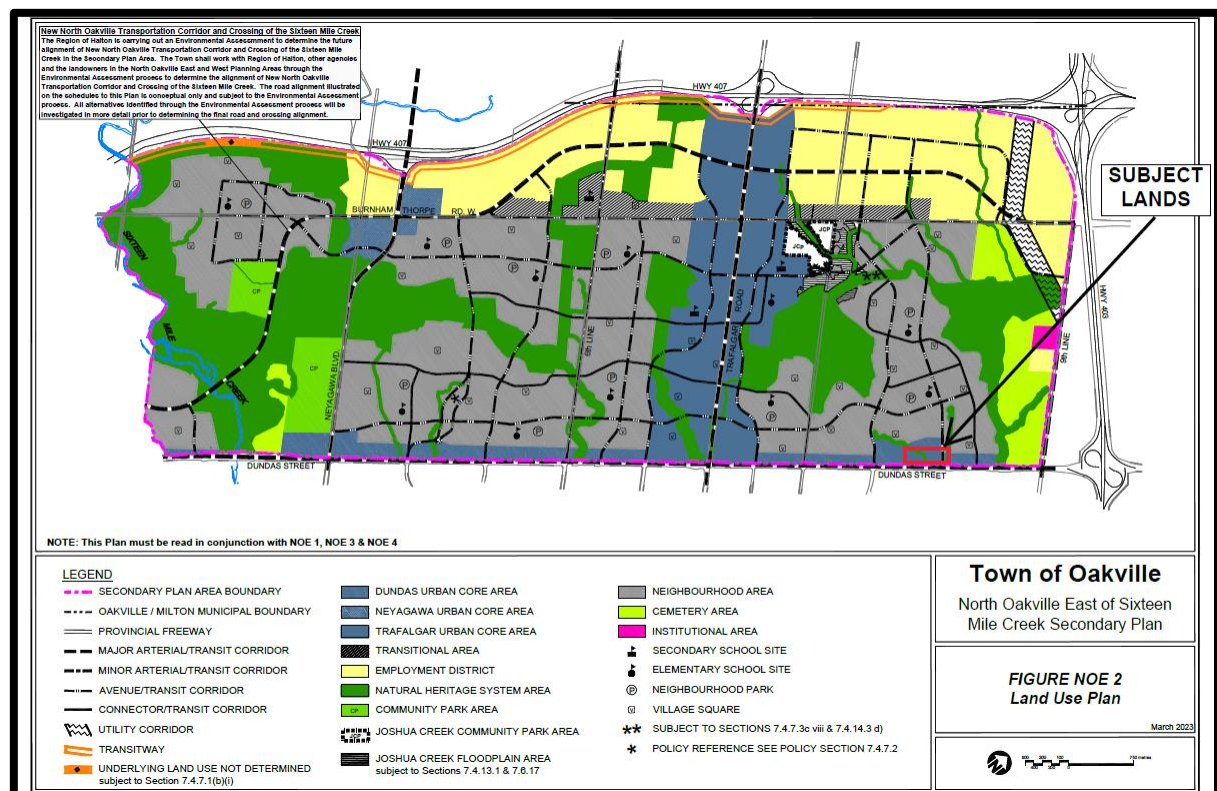 New North Oakville Transportation Corridor and Crossing of the Sixteen Mile Creek
The Region of Halton is carrying out an Environmental Assessmemt to determine the future
alignment of New North Oakville Transportation Corridor and Crossing of the Sixteen Mile
Creek in the Secondary Plan Area. The Town shall work with Region of Halton, other agencies
and the landowners in the North Oakville East and West Planning Areas through the
Environmental Assessment process to determine the alignment of New North Oakville
Transportation Corridor and Crossing of the Sixteen Mile Creek. The road alignment illustrated
on the schedules to this Plan is conceptual only and subject to the Environmental Assessment
process. All alternatives identified through the Environmental Assessment process will be
investigated in more detail prior to determining the final road and crossing alignment.
HWY 407
HWY 407
SUBJECT
LANDS
BURNHAM THORPE RD. W
JCP
JCP
SIXTEEN
MILE
CREEK
CP
CP
NEYAGAWA BLVD.
6th LINE
TRAFALGAR ROAD
9th LINE
HWY 403
DUNDAS STREET
DUNDAS STREET
NOTE: This Plan must be read in conjunction with NOE 1, NOE 3 & NOE 4
LEGEND
SECONDARY PLAN AREA BOUNDARY
OAKVILLE / MILTON MUNICIPAL BOUNDARY
PROVINCIAL FREEWAY
MAJOR ARTERIAL/TRANSIT CORRIDOR
MINOR ARTERIAL/TRANSIT CORRIDOR
AVENUE/TRANSIT CORRIDOR
CONNECTOR/TRANSIT CORRIDOR
UTILITY CORRIDOR
TRANSITWAY
UNDERLYING LAND USE NOT DETERMINED
subject to Section 7.4.7.1(b)(i)
DUNDAS URBAN CORE AREA
NEYAGAWA URBAN CORE AREA
TRAFALGAR URBAN CORE AREA
TRANSITIONAL AREA
EMPLOYMENT DISTRICT
NATURAL HERITAGE SYSTEM AREA
CP COMMUNITY PARK AREA
JCP JOSHUA CREEK COMMUNITY PARK AREA
JOSHUA CREEK FLOODPLAIN AREA
subject to Sections 7.4.13.1 & 7.6.17
NEIGHBOURHOOD AREA
CEMETERY AREA
INSTITUTIONAL AREA
SECONDARY SCHOOL SITE
ELEMENTARY SCHOOL SITE
P NEIGHBOURHOOD PARK
V VILLAGE SQUARE
** SUBJECT TO SECTIONS 7.4.7.3c viii & 7.4.14.3 d)
* POLICY REFERENCE SEE POLICY SECTION 7.4.7.2
Town of Oakville
North Oakville East of Sixteen
Mile Creek Secondary Plan
FIGURE NOE 2
Land Use Plan
March 2023